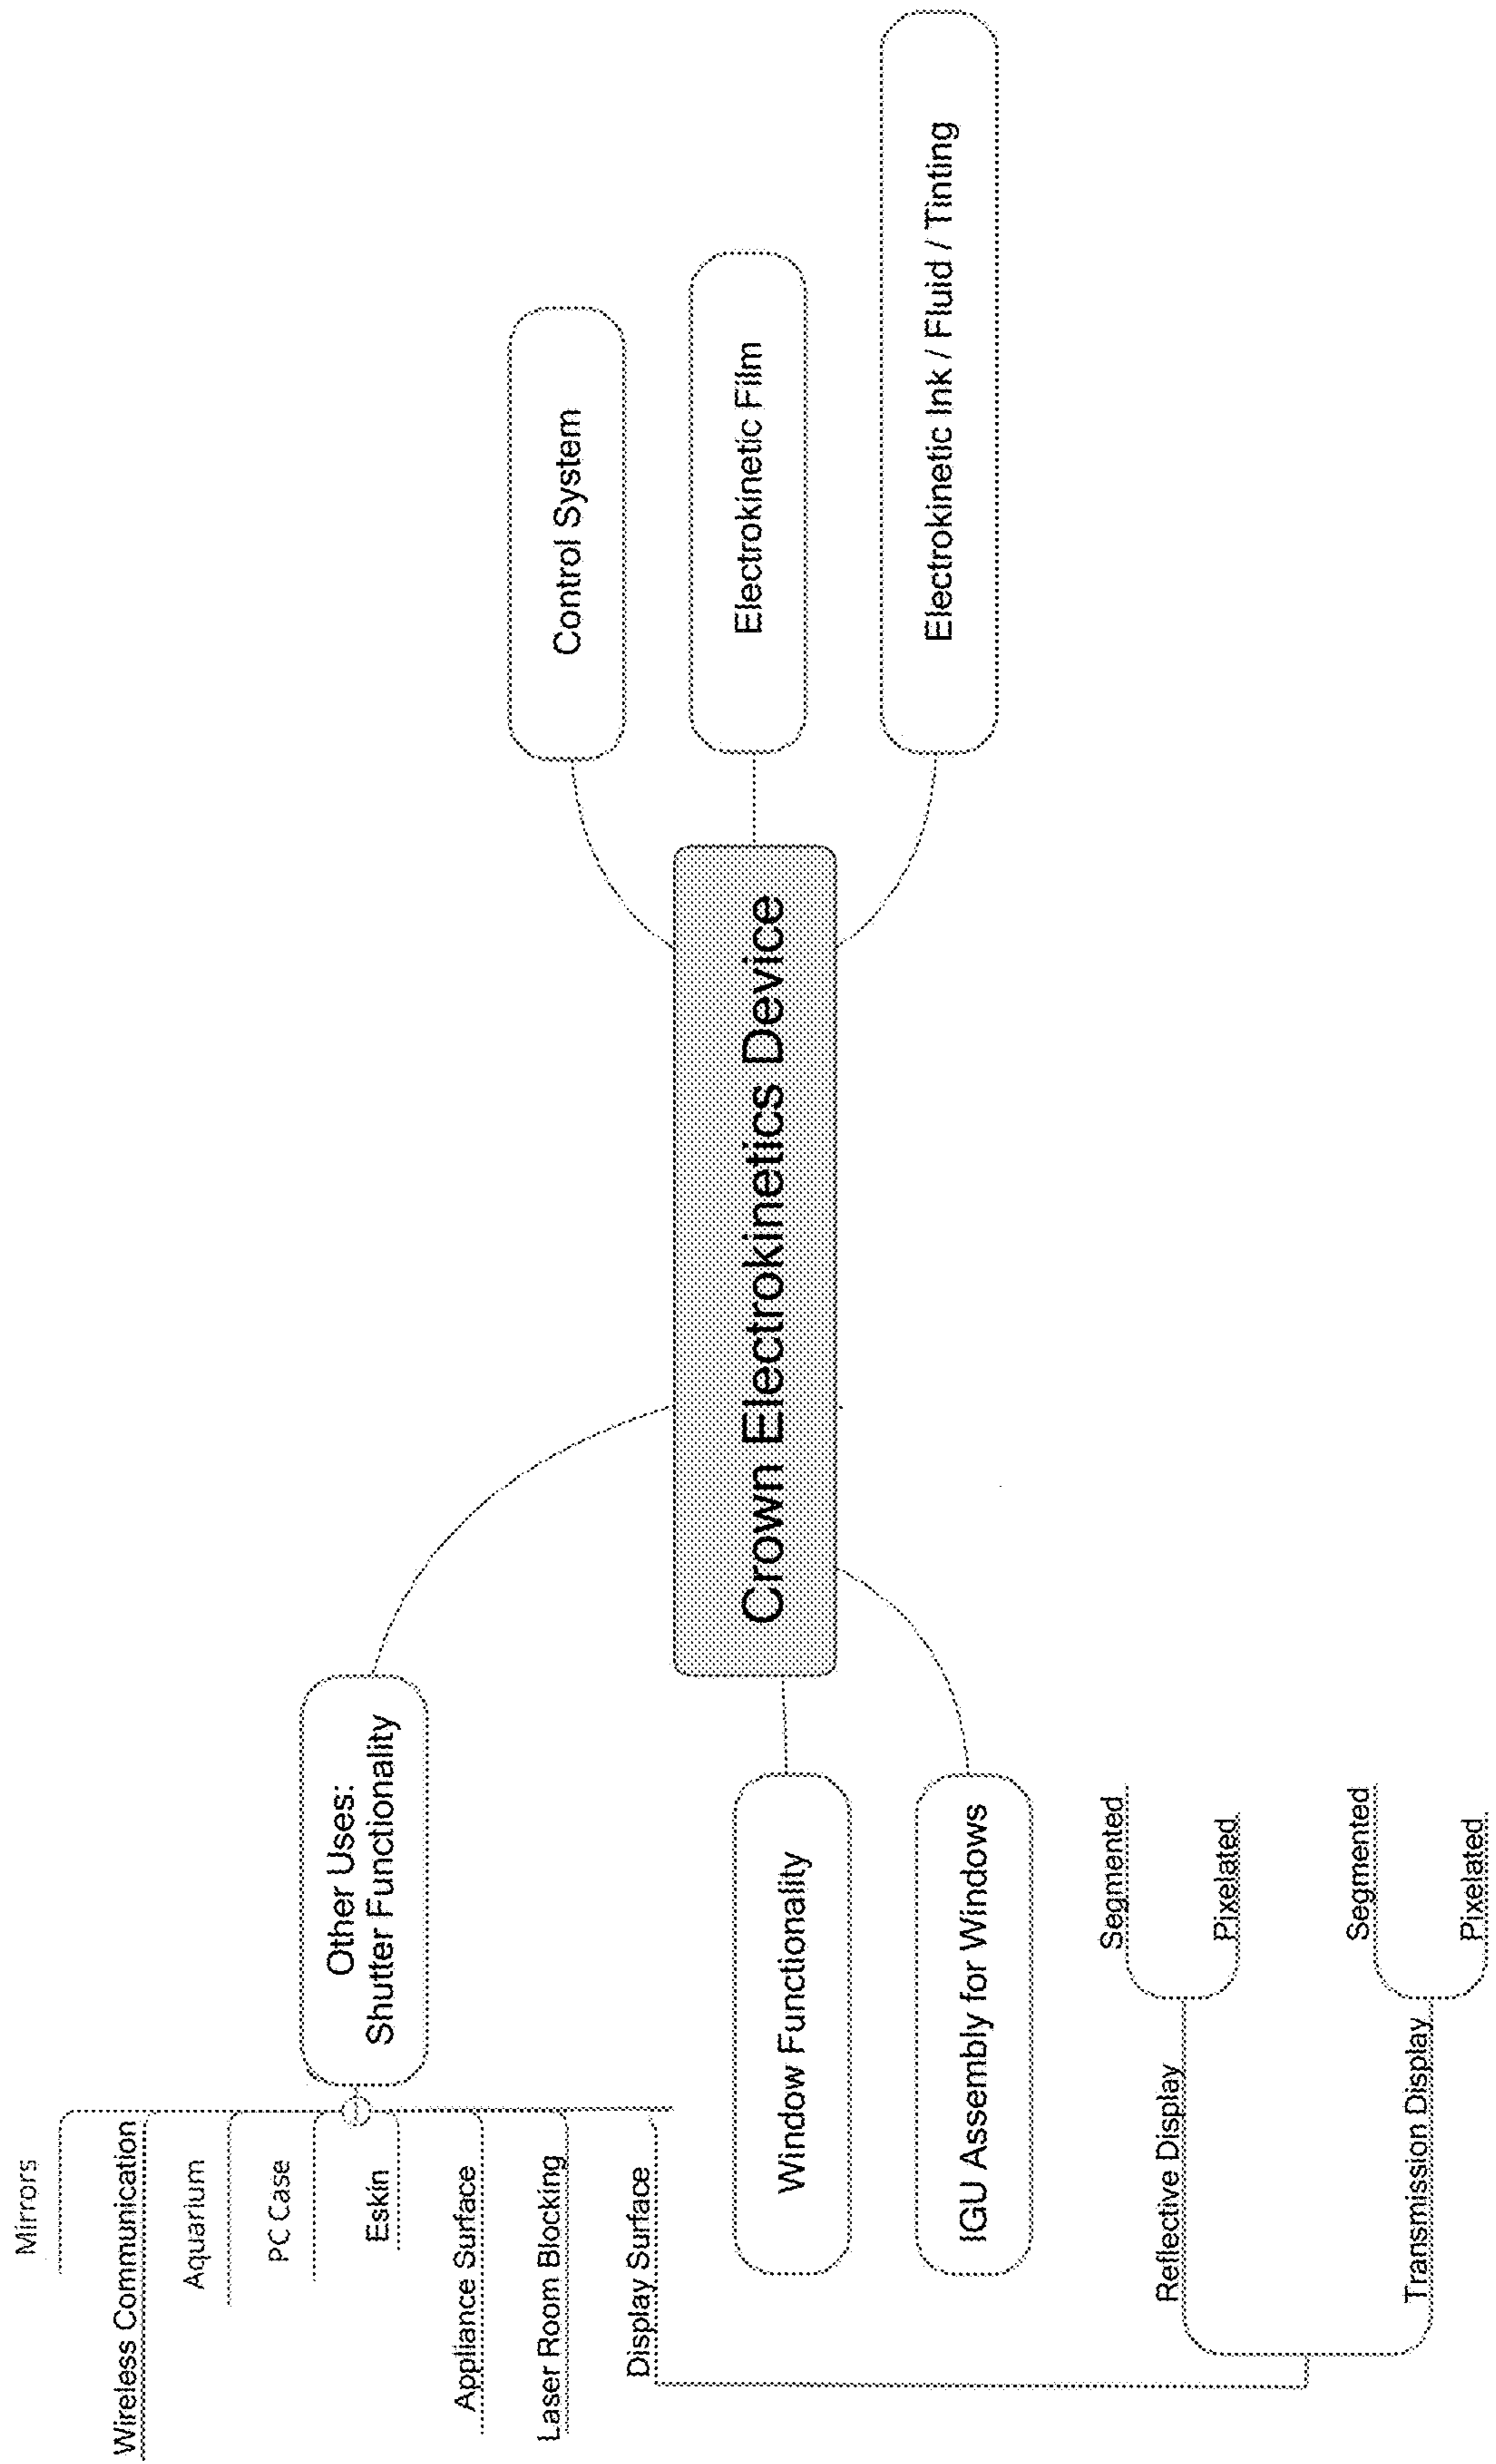 Mirrors
Wireless Communication
Aquarium
PC Case
Eskin
Appliance Surface
Laser Room Blocking
Display Surface
Other Uses:
Shutter Functionality
Window Functionality
IGU Assembly for Windows
Reflective Display
Segmented
Pixelated
Transmission Display
Segmented
Pixelated
Crown Electrokinetics Device
Control System
Electrokinetic Film
Electrokinetic Ink / Fluid / Tinting